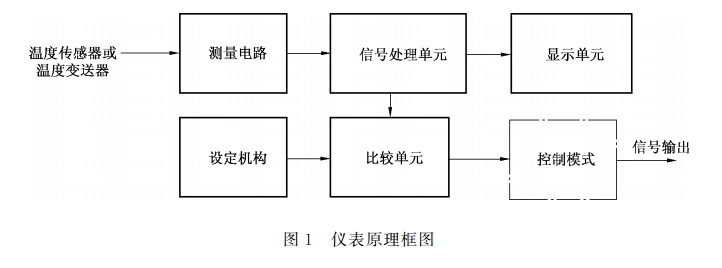 温度传感器或
温度变送器
测量电路
信号处理单元
显示单元
设定机构
比较单元
控制模式
信号输出
图 1 仪表原理框图